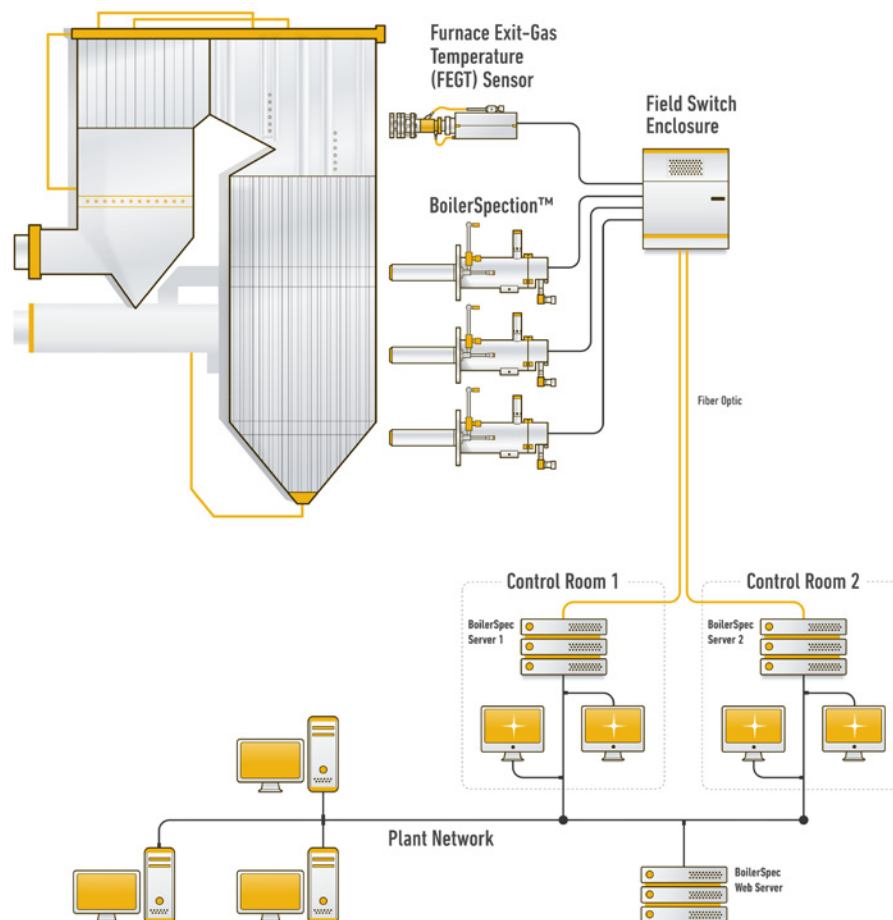 Furnace Exit-Gas
Temperature
(FEGT) Sensor
Field Switch
Enclosure
BoilerSpection™
Fiber Optic
Control Room 1
Control Room 2
BoilerSpec
Server 1
BoilerSpec
Server 2
Plant Network
BoilerSpec
Web Server